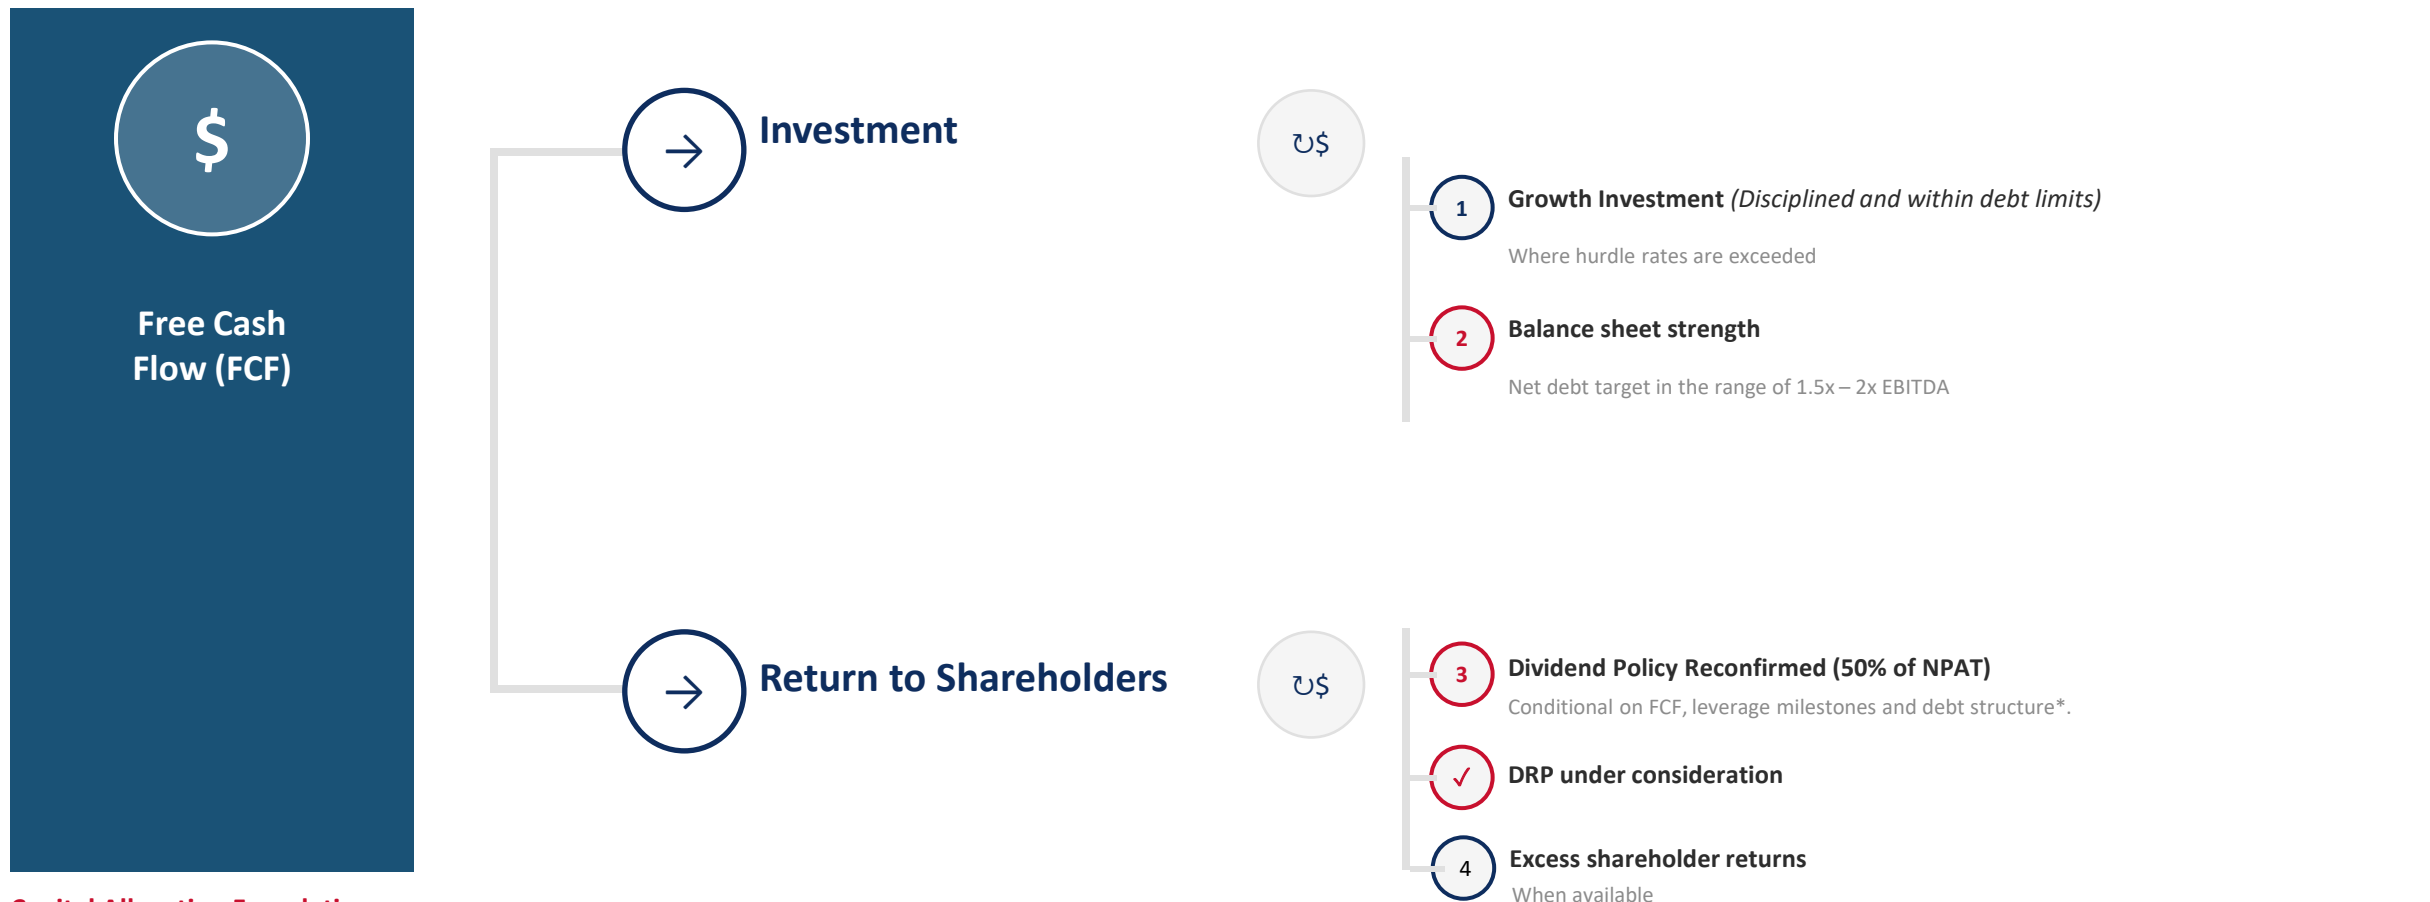 $
Free Cash
Flow (FCF)
Investment
↻$
1
Growth Investment (Disciplined and within debt limits)
Where hurdle rates are exceeded
2
Balance sheet strength
Net debt target in the range of 1.5x – 2x EBITDA
Return to Shareholders
↻$
3
Dividend Policy Reconfirmed (50% of NPAT)
Conditional on FCF, leverage milestones and debt structure*.
✓
DRP under consideration
4
Excess shareholder returns
When available